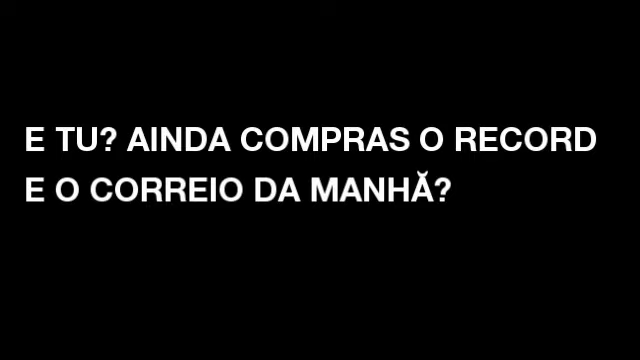 E TU? AINDA COMPRAS O RECORD
E O CORREIO DA MANHĂ?